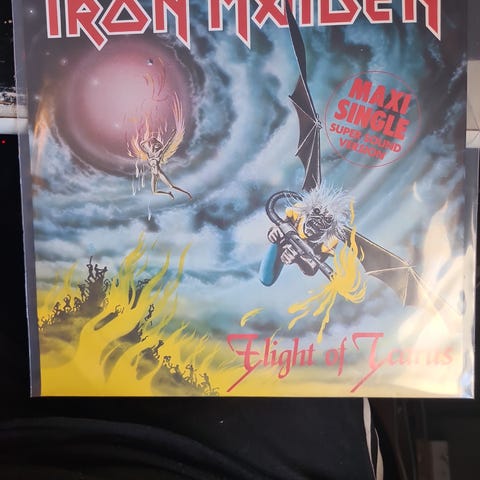 IRON MAIDEN
MAXI
SINGLE
SUPER SOUND
VERSION
Flight of Icarus